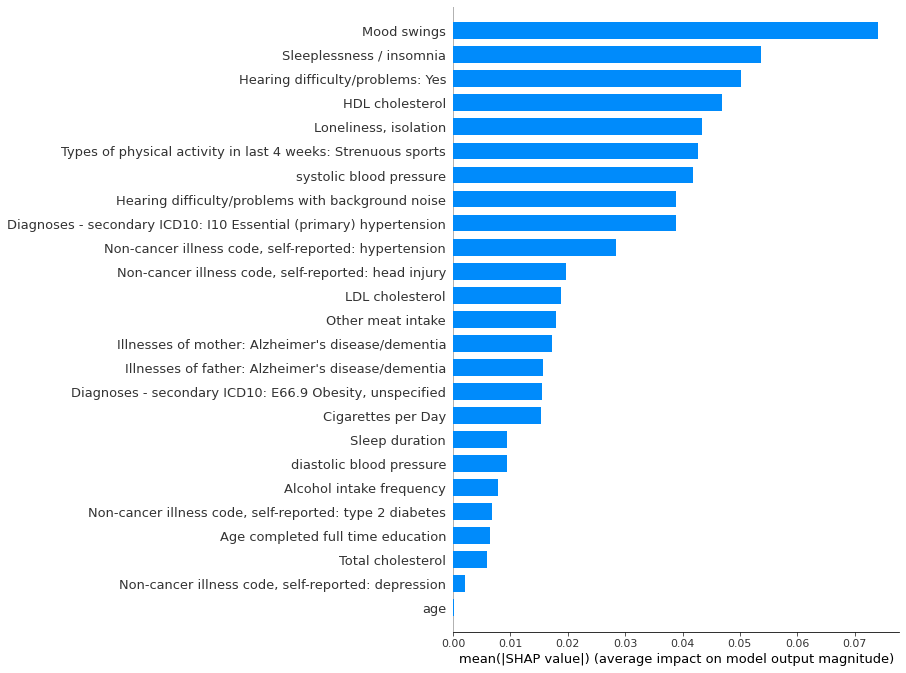 Mood swings
Sleeplessness / insomnia
Hearing difficulty/problems: Yes
HDL cholesterol
Loneliness, isolation
Types of physical activity in last 4 weeks: Strenuous sports
systolic blood pressure
Hearing difficulty/problems with background noise
Diagnoses - secondary ICD10: I10 Essential (primary) hypertension
Non-cancer illness code, self-reported: hypertension
Non-cancer illness code, self-reported: head injury
LDL cholesterol
Other meat intake
Illnesses of mother: Alzheimer's disease/dementia
Illnesses of father: Alzheimer's disease/dementia
Diagnoses - secondary ICD10: E66.9 Obesity, unspecified
Cigarettes per Day
Sleep duration
diastolic blood pressure
Alcohol intake frequency
Non-cancer illness code, self-reported: type 2 diabetes
Age completed full time education
Total cholesterol
Non-cancer illness code, self-reported: depression
age
0.00 0.01 0.02 0.03 0.04 0.05 0.06 0.07
mean(|SHAP value|) (average impact on model output magnitude)